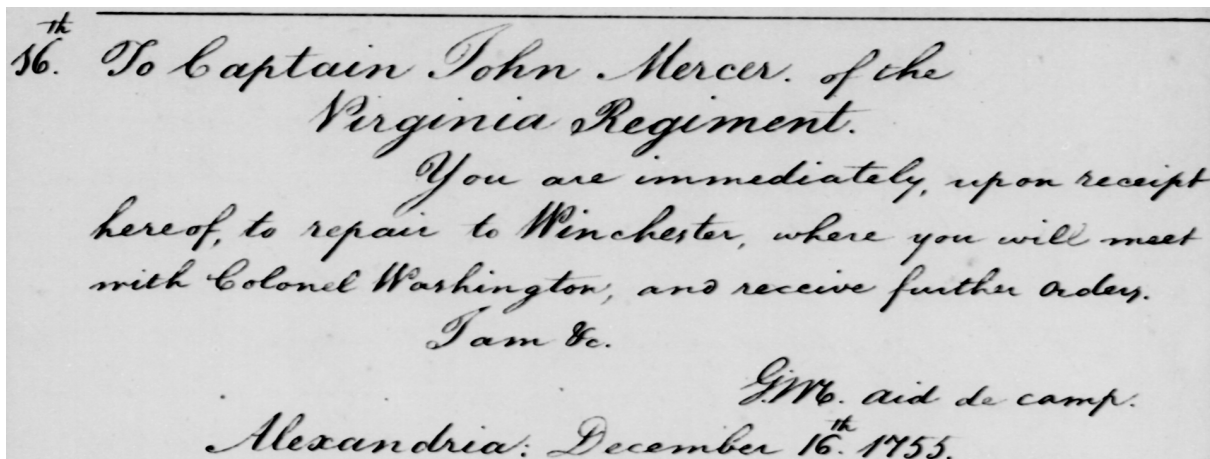 16th. To Captain John Mercer. of the
Virginia Regiment.
You are immediately, upon receipt
hereof, to repair to Winchester, where you will meet
with Colonel Washington, and receive further orders.
I am &c.
G:M. aid de camp.
Alexandria: December 16th. 1755.